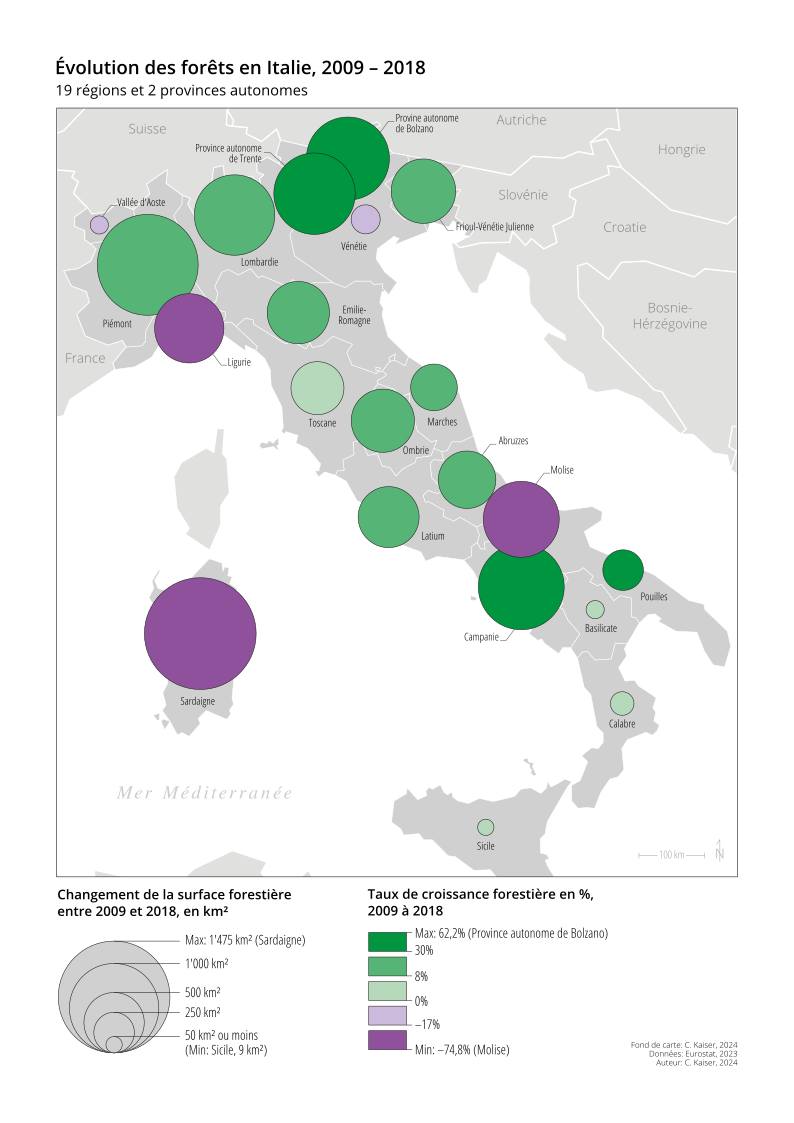 Évolution des forêts en Italie, 2009 – 2018
19 régions et 2 provinces autonomes
Provine autonome
de Bolzano
Autriche
Suisse
Province autonome
de Trente
Hongrie
Slovénie
Vallée d'Aoste
Frioul-Vénétie Julienne
Croatie
Vénétie
Lombardie
Emilie-
Romagne
Bosnie-
Hérzégovine
Piémont
France
Ligurie
Toscane
Marches
Ombrie
Abruzzes
Molise
Latium
Pouilles
Basilicate
Campanie
Sardaigne
Calabre
Mer Méditerranée
Sicile
100 km
N
Changement de la surface forestière
entre 2009 et 2018, en km²
Max: 1'475 km² (Sardaigne)
1'000 km²
500 km²
250 km²
50 km² ou moins
(Min: Sicile, 9 km²)
Taux de croissance forestière en %,
2009 à 2018
Max: 62,2% (Province autonome de Bolzano)
30%
8%
0%
–17%
Min: –74,8% (Molise)
Fond de carte: C. Kaiser, 2024
Données: Eurostat, 2023
Auteur: C. Kaiser, 2024